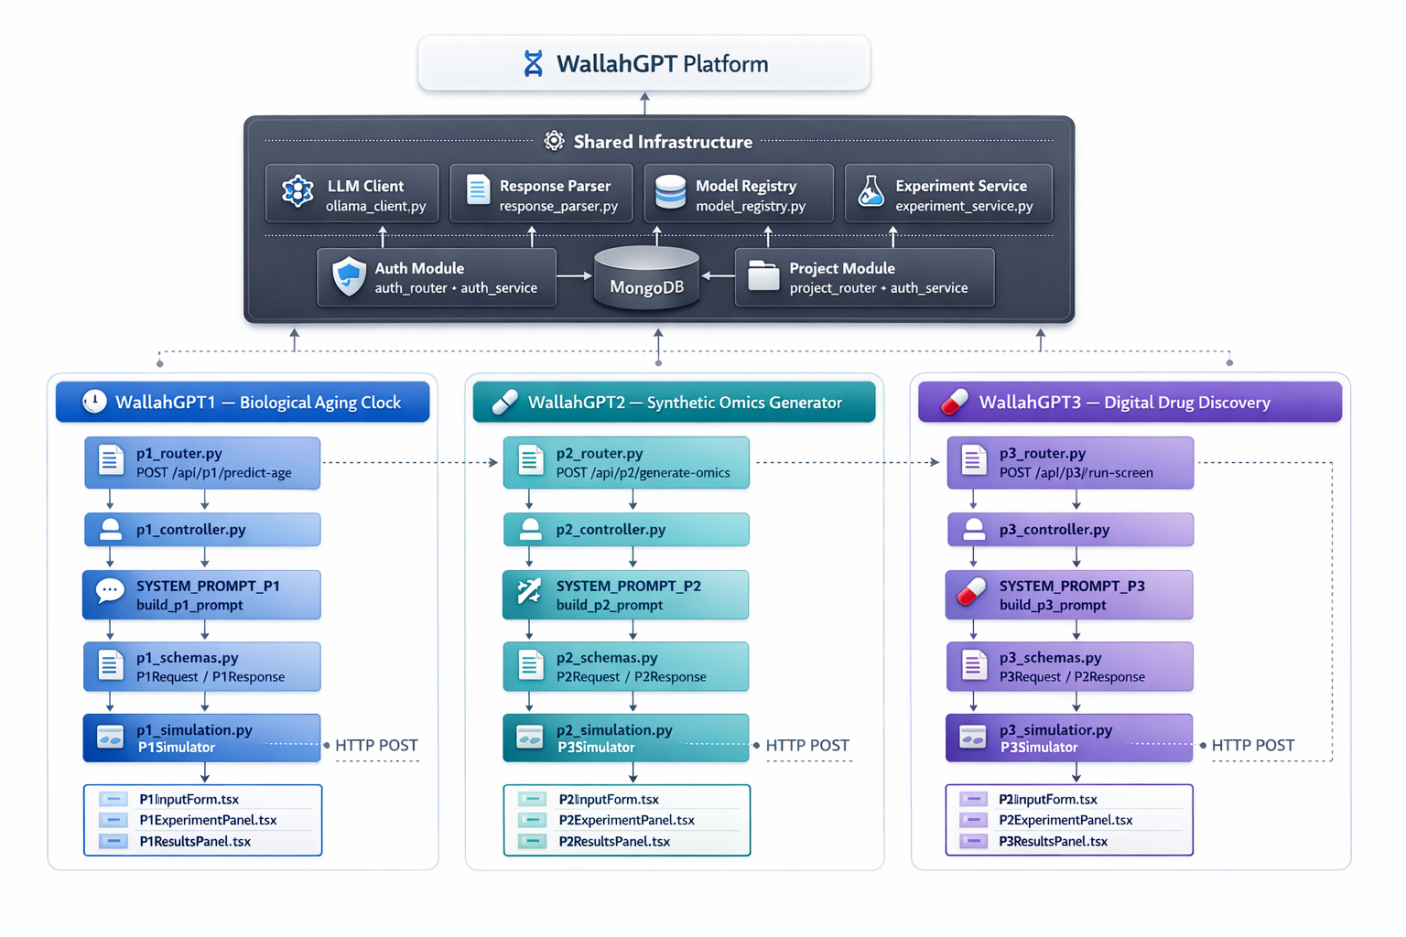 WallahGPT Platform
Shared Infrastructure
LLM Client
ollama_client.py
Response Parser
response_parser.py
Model Registry
model_registry.py
Experiment Service
experiment_service.py
Auth Module
auth_router + auth_service
MongoDB
Project Module
project_router + auth_service
WallahGPT1 — Biological Aging Clock
p1_router.py
POST /api/p1/predict-age
p1_controller.py
SYSTEM_PROMPT_P1
build_p1_prompt
p1_schemas.py
P1Request / P1Response
p1_simulation.py
P1Simulator
HTTP POST
P1InputForm.tsx
P1ExperimentPanel.tsx
P1ResultsPanel.tsx
WallahGPT2 — Synthetic Omics Generator
p2_router.py
POST /api/p2/generate-omics
p2_controller.py
SYSTEM_PROMPT_P2
build_p2_prompt
p2_schemas.py
P2Request / P2Response
p2_simulation.py
P3Simulator
HTTP POST
P2InputForm.tsx
P2ExperimentPanel.tsx
P2ResultsPanel.tsx
WallahGPT3 — Digital Drug Discovery
p3_router.py
POST /api/p3/run-screen
p3_controller.py
SYSTEM_PROMPT_P3
build_p3_prompt
p3_schemas.py
P3Request / P2Response
p3_simulatior.py
P3Simulator
HTTP POST
P2InputForm.tsx
P2ExperimentPanel.tsx
P3ResultsPanel.tsx